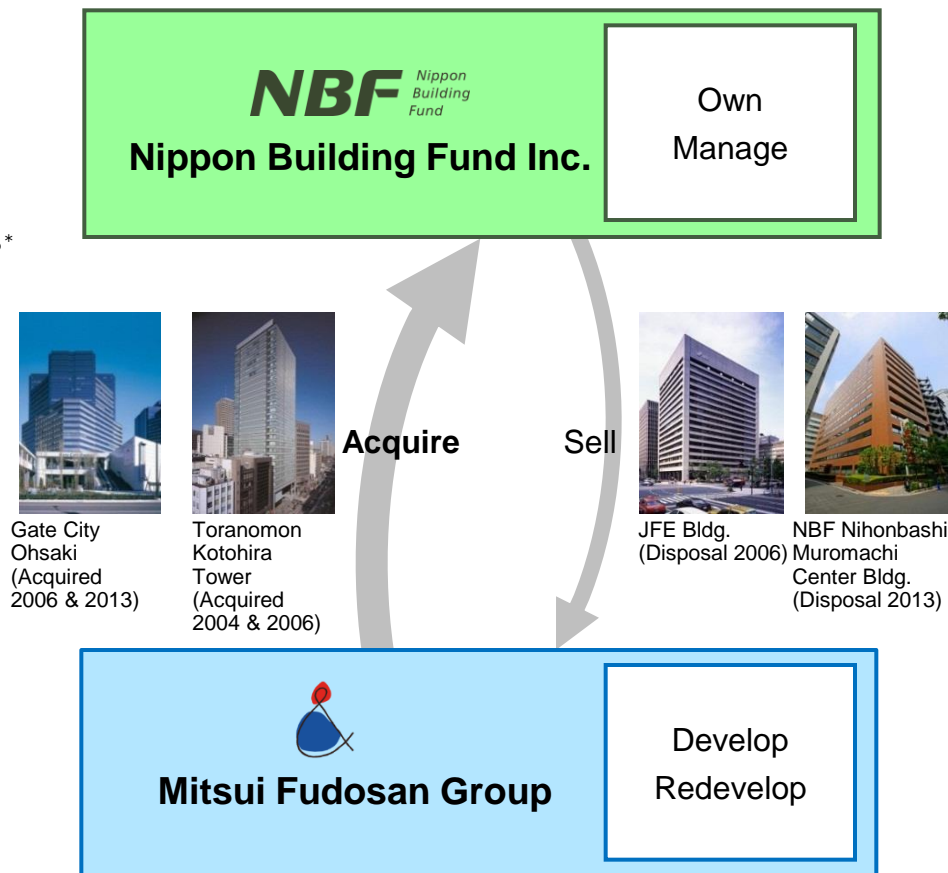 NBF Nippon
Building
Fund
Nippon Building Fund Inc.
Own
Manage
*
Acquire
Sell
Gate City
Ohsaki
(Acquired
2006 & 2013)
Toranomon
Kotohira
Tower
(Acquired
2004 & 2006)
JFE Bldg.
(Disposal 2006)
NBF Nihonbashi
Muromachi
Center Bldg.
(Disposal 2013)
Mitsui Fudosan Group
Develop
Redevelop